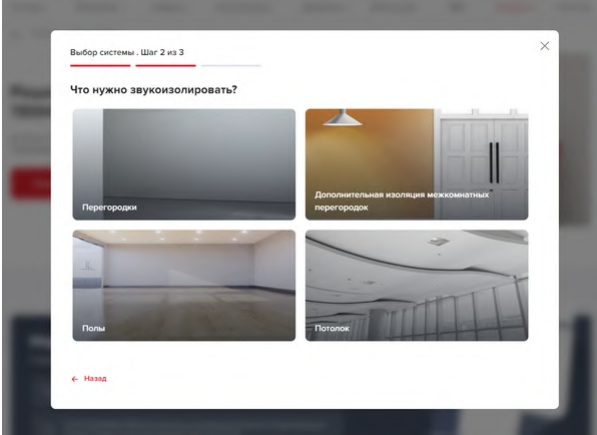 Выбор системы . Шаг 2 из 3
Что нужно звукоизолировать?
Перегородки
Дополнительная изоляция межкомнатных
перегородок
Полы
Потолок
← Назад